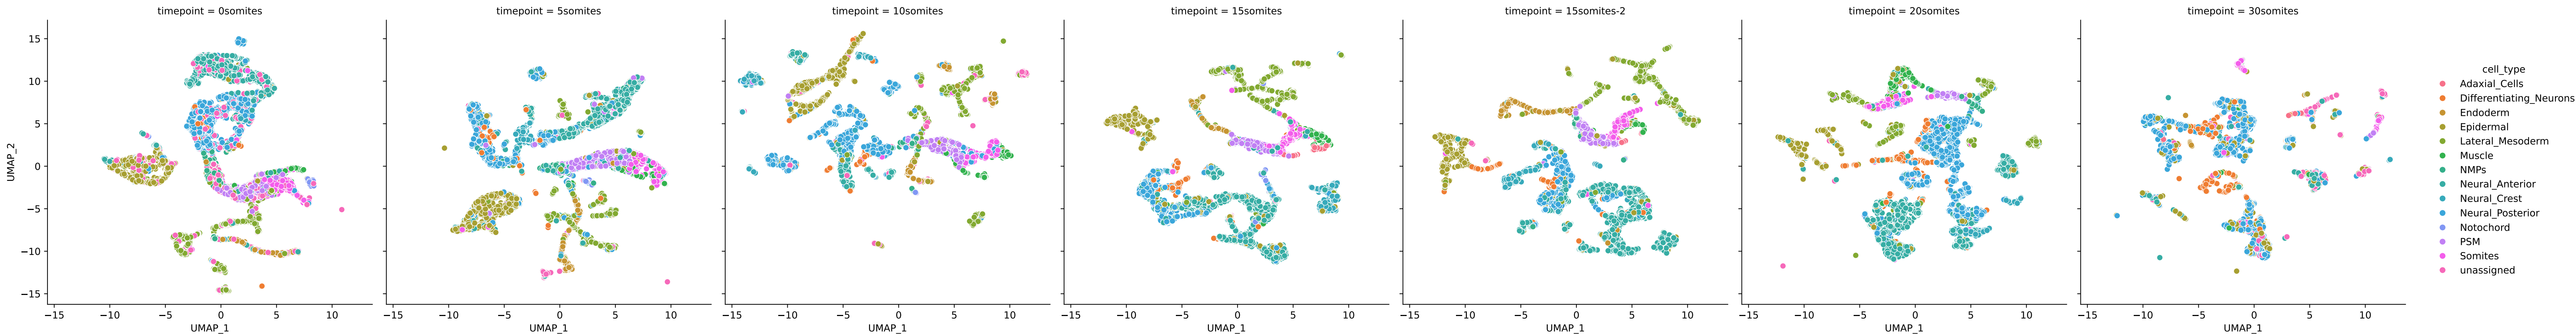 timepoint = 0somites
timepoint = 5somites
timepoint = 10somites
timepoint = 15somites
timepoint = 15somites-2
timepoint = 20somites
timepoint = 30somites
UMAP_2
15
10
5
0
−5
−10
−15
−15 −10 −5 0 5 10
−15 −10 −5 0 5 10
−15 −10 −5 0 5 10
−15 −10 −5 0 5 10
−15 −10 −5 0 5 10
−15 −10 −5 0 5 10
−15 −10 −5 0 5 10
UMAP_1
UMAP_1
UMAP_1
UMAP_1
UMAP_1
UMAP_1
UMAP_1
cell_type
Adaxial_Cells
Differentiating_Neurons
Endoderm
Epidermal
Lateral_Mesoderm
Muscle
NMPs
Neural_Anterior
Neural_Crest
Neural_Posterior
Notochord
PSM
Somites
unassigned